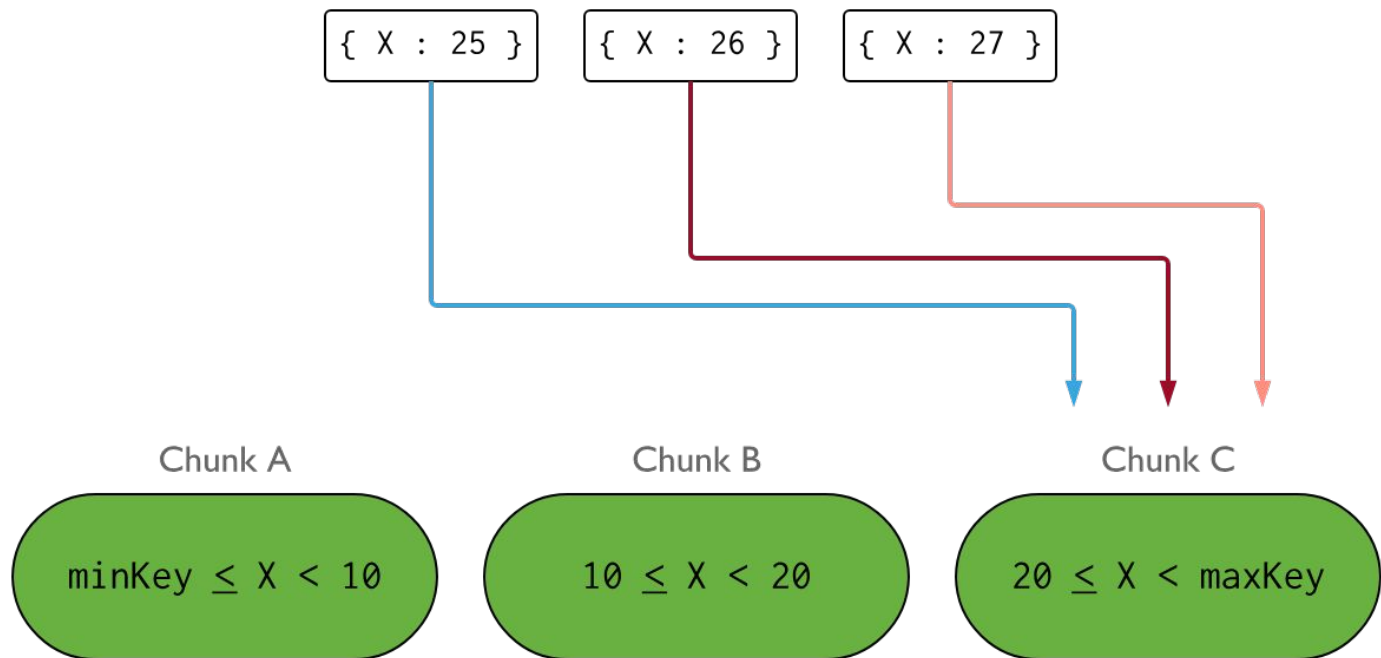 { X : 25 } { X : 26 } { X : 27 }
Chunk A Chunk B Chunk C
minKey ≤ X < 10 10 ≤ X < 20 20 ≤ X < maxKey